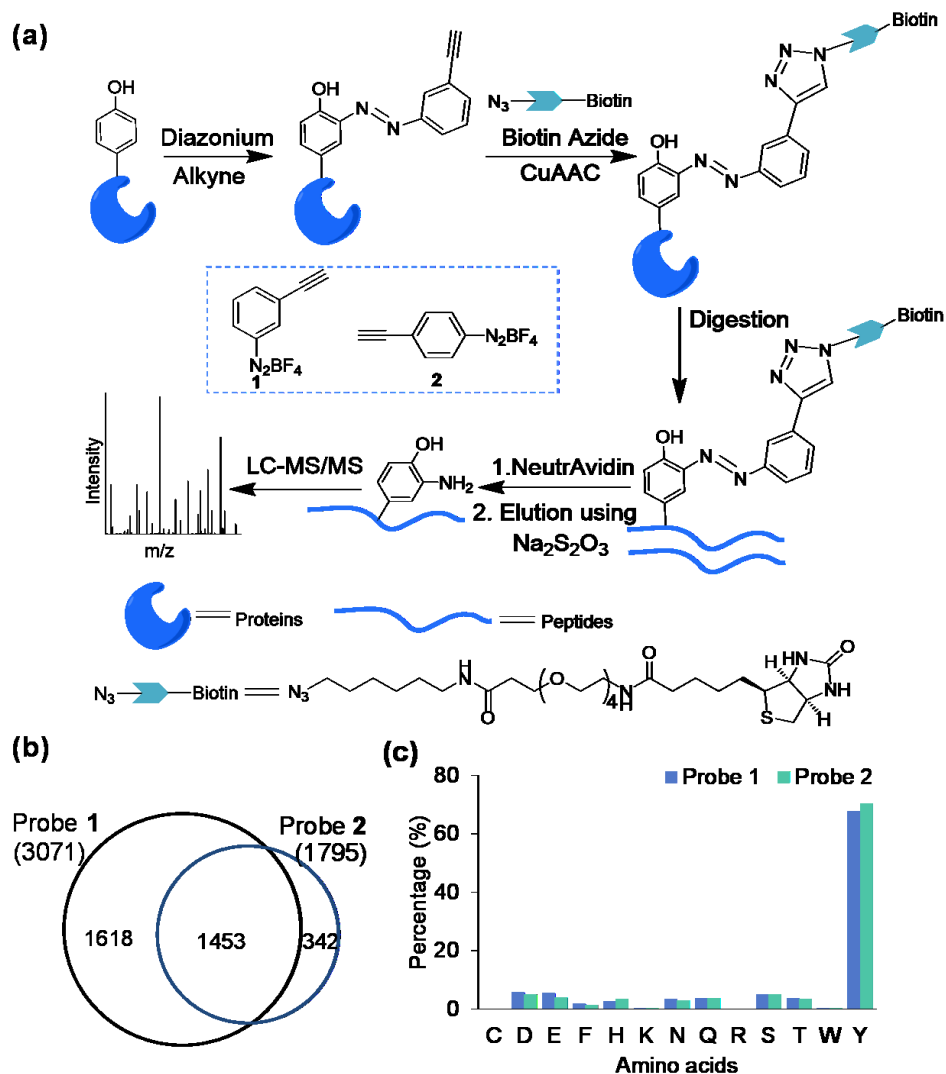 (a)
OH
Diazonium
Alkyne
OH
N
N
N₃
Biotin
Biotin Azide
CuAAC
Biotin
N
N
N
OH
N
N
N₂BF₄
1
N₂BF₄
2
Digestion
Biotin
N
N
N
OH
N
N
1.NeutrAvidin
2. Elution using
Na₂S₂O₃
OH
NH₂
LC-MS/MS
Intensity
m/z
Proteins
Peptides
N₃
Biotin
N₃
H
N
O
O
4
N
H
O
H
HN
O
NH
S
H
(b)
Probe 1
(3071)
Probe 2
(1795)
1618
1453
342
(c)
Probe 1
Probe 2
Percentage (%)
80
60
40
20
0
C D E F H K N Q R S T W Y
Amino acids